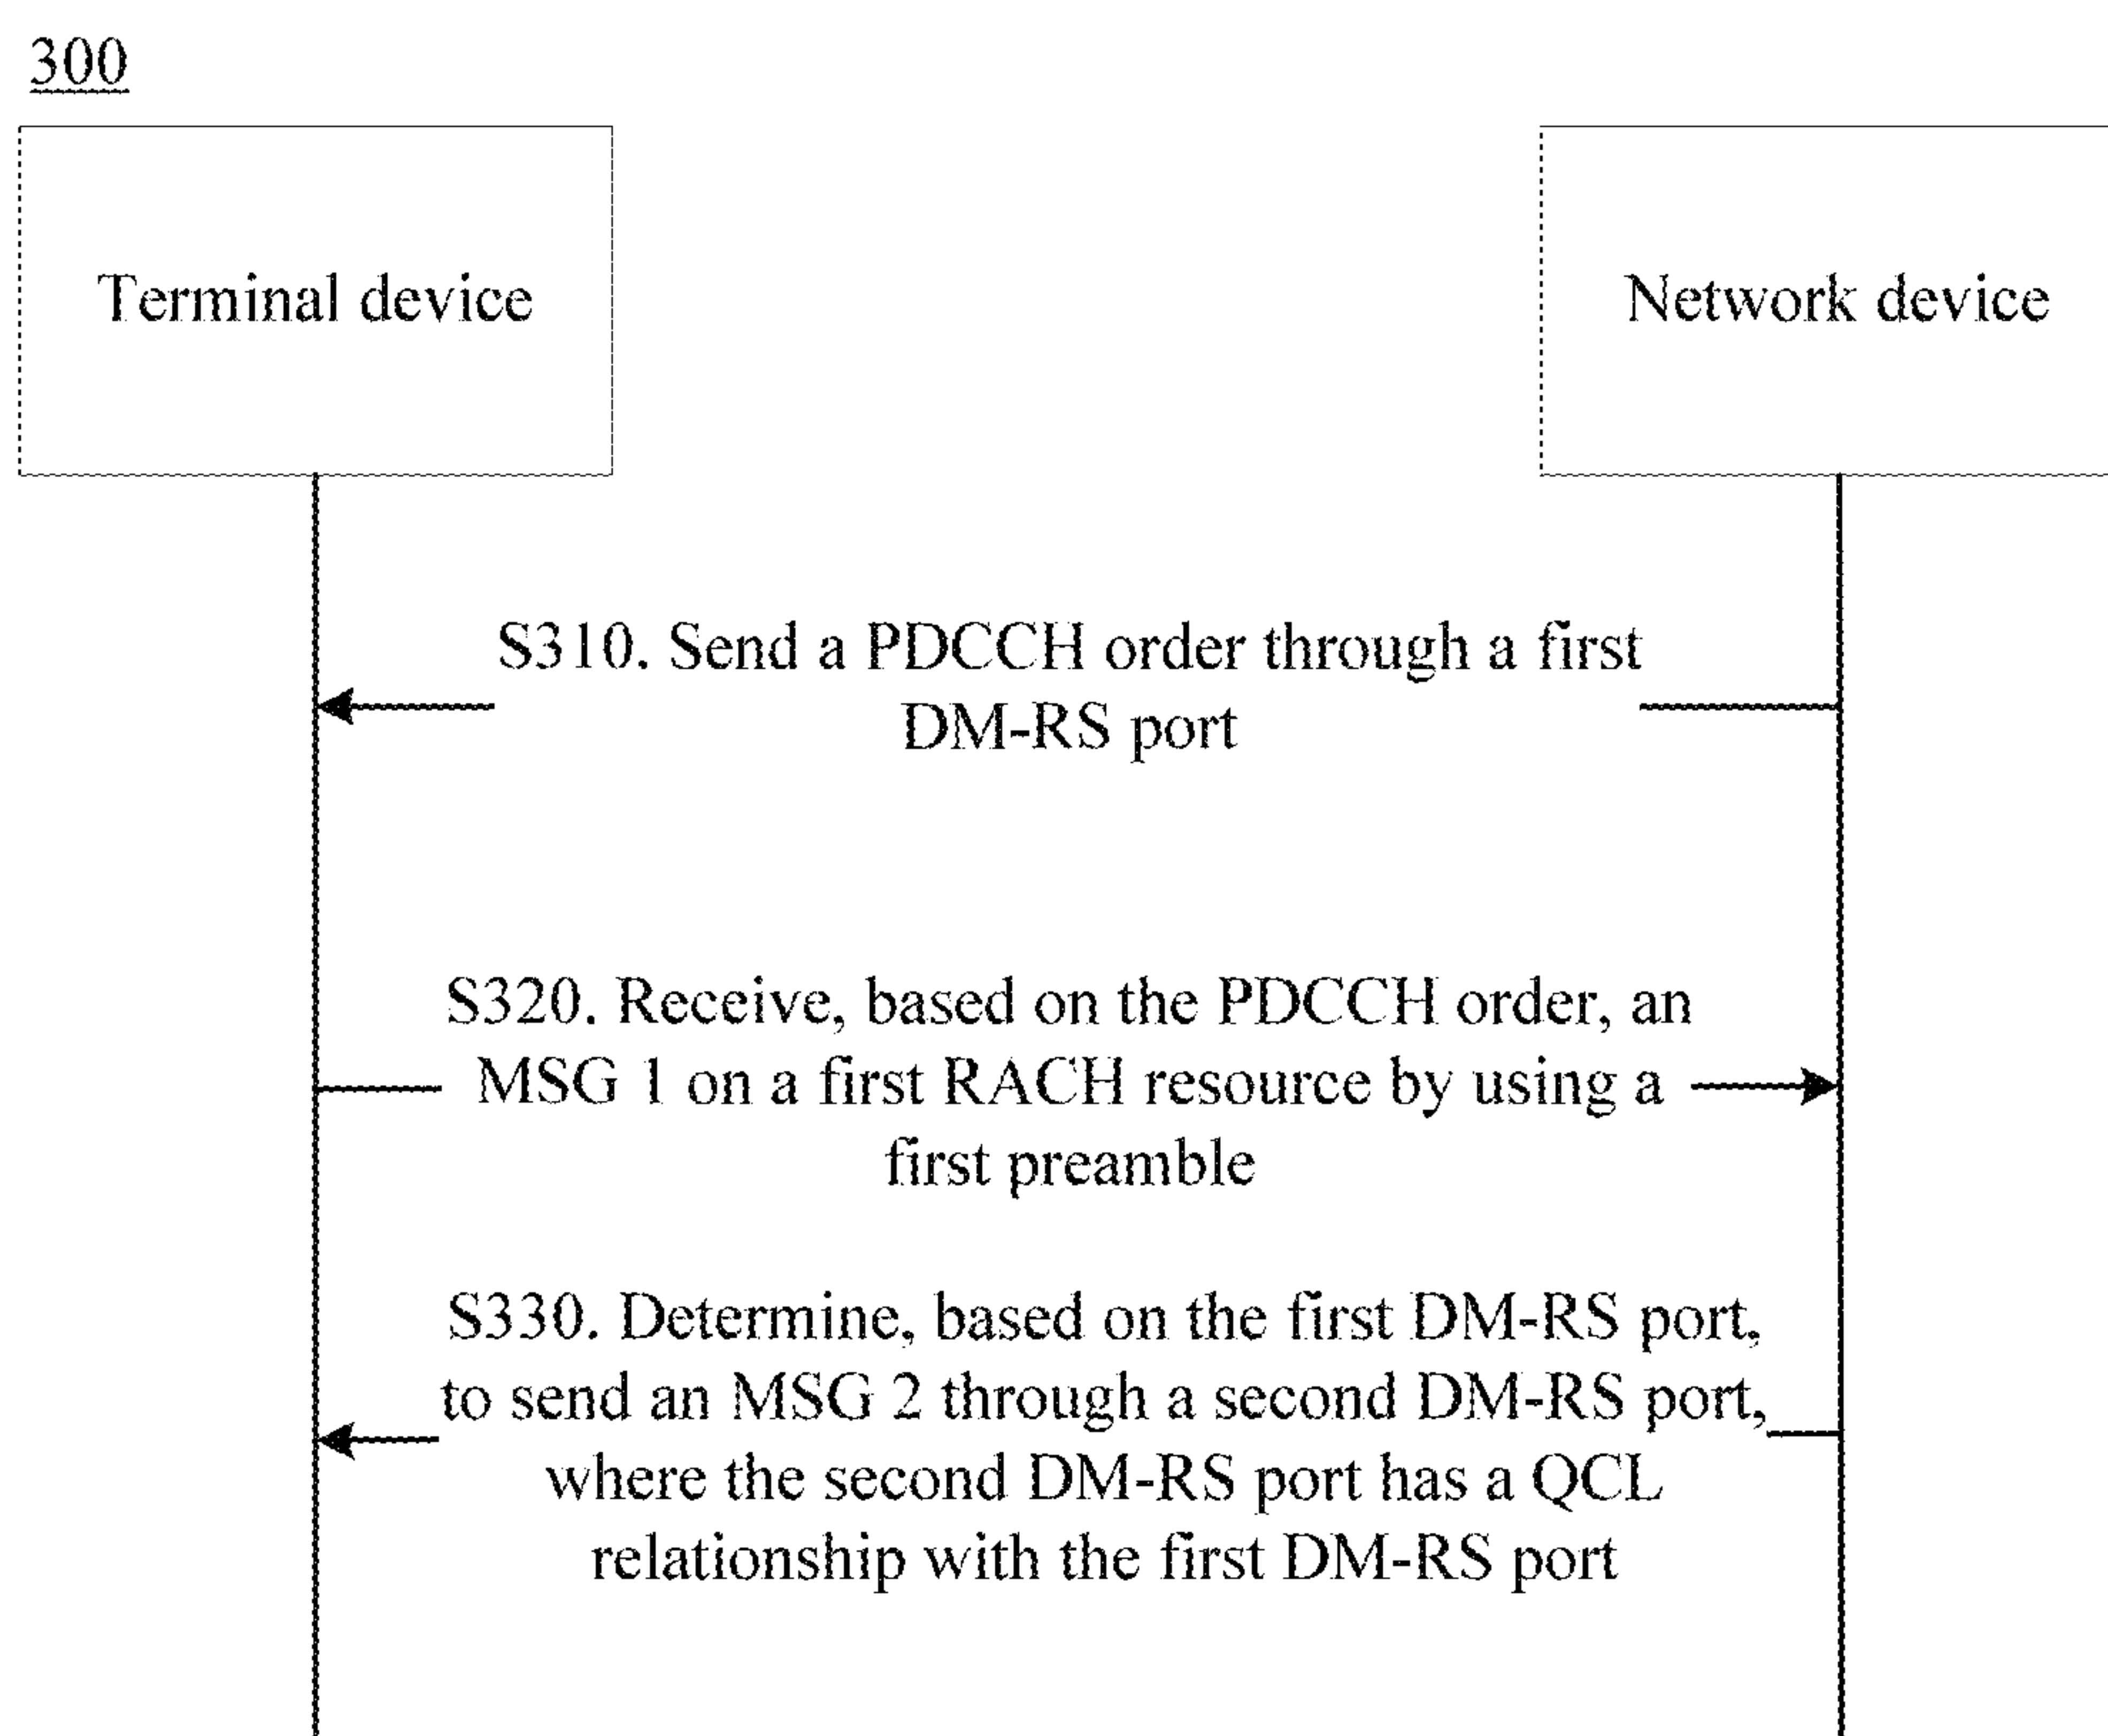 300
Terminal device
Network device
S310. Send a PDCCH order through a first
DM-RS port
S320. Receive, based on the PDCCH order, an
MSG 1 on a first RACH resource by using a
first preamble
S330. Determine, based on the first DM-RS port,
to send an MSG 2 through a second DM-RS port,
where the second DM-RS port has a QCL
relationship with the first DM-RS port